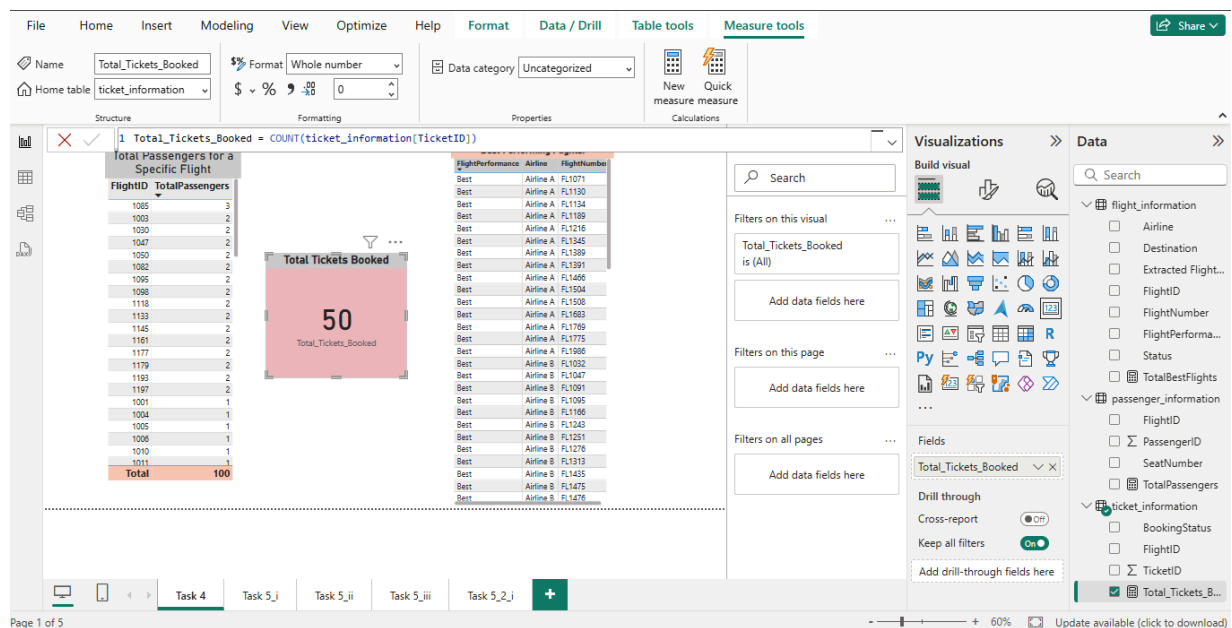 File Home Insert Modeling View Optimize Help Format Data / Drill Table tools Measure tools Share
Name Total_Tickets_Booked
Home table ticket_information
Structure
$% Format Whole number
$ % 9 .00 0
Formatting
Data category Uncategorized
Properties
New measure
Quick measure
Calculations
1 Total_Tickets_Booked = COUNT(ticket_information[TicketID])
Total Passengers for a
Specific Flight
FlightID TotalPassengers
1085 3
1003 2
1030 2
1047 2
1050 2
1082 2
1095 2
1098 2
1118 2
1133 2
1145 2
1161 2
1177 2
1179 2
1193 2
1197 2
1001 1
1004 1
1005 1
1006 1
1010 1
1011 1
Total 100
Total Tickets Booked
50
Total_Tickets_Booked
FlightPerformance Airline FlightNumber
Best Airline A FL1071
Best Airline A FL1130
Best Airline A FL1134
Best Airline A FL1189
Best Airline A FL1216
Best Airline A FL1345
Best Airline A FL1389
Best Airline A FL1391
Best Airline A FL1466
Best Airline A FL1504
Best Airline A FL1508
Best Airline A FL1683
Best Airline A FL1769
Best Airline A FL1775
Best Airline A FL1986
Best Airline B FL1032
Best Airline B FL1047
Best Airline B FL1091
Best Airline B FL1095
Best Airline B FL1166
Best Airline B FL1243
Best Airline B FL1251
Best Airline B FL1276
Best Airline B FL1313
Best Airline B FL1435
Best Airline B FL1475
Best Airline B FL1476
Search
Filters on this visual ...
Total_Tickets_Booked
is (All)
Add data fields here
Filters on this page ...
Add data fields here
Filters on all pages ...
Add data fields here
Visualizations
Build visual
123
R
Py
...
Fields
Total_Tickets_Booked
Drill through
Cross-report Off
Keep all filters On
Add drill-through fields here
Data
Search
flight_information
Airline
Destination
Extracted Flight...
FlightID
FlightNumber
FlightPerforma...
Status
TotalBestFlights
passenger_information
FlightID
PassengerID
SeatNumber
TotalPassengers
ticket_information
BookingStatus
FlightID
TicketID
Total_Tickets_B...
Task 4 Task 5_i Task 5_ii Task 5_iii Task 5_2_i +
Page 1 of 5
- + 60% Update available (click to download)